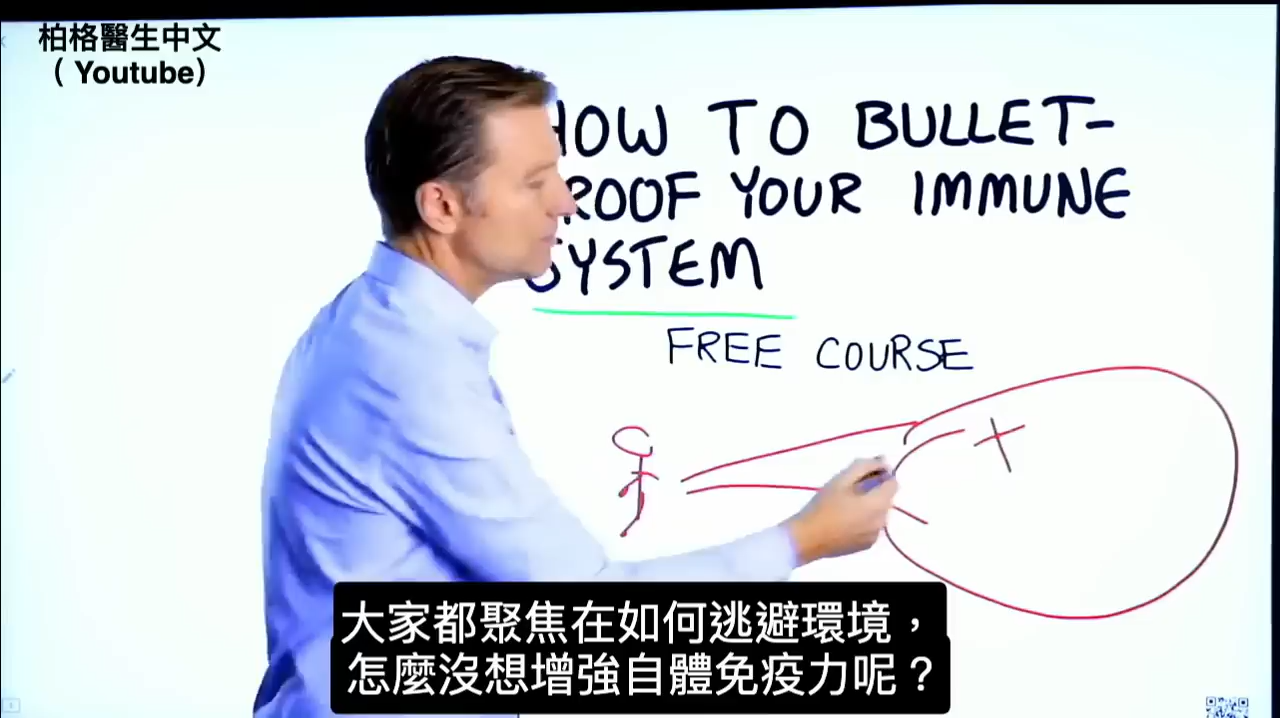 柏格醫生中文
（ Youtube）
HOW TO BULLET-
ROOF YOUR IMMUNE
SYSTEM
FREE COURSE
大家都聚焦在如何逃避環境，
怎麼沒想增強自體免疫力呢？